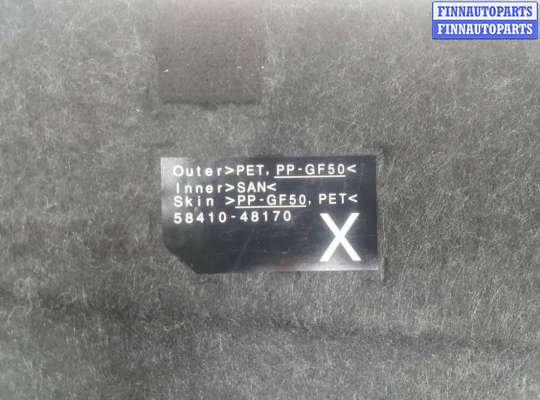 FINNAUTOPARTS
FINNAUTOPARTS
Outer>PET, PP-GF50<
Inner>SAN<
Skin >PP-GF50, PET<
58410-48170
X